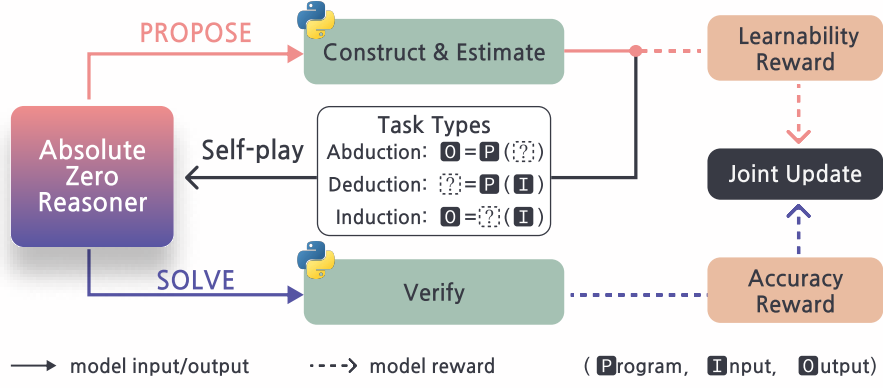 PROPOSE
Construct & Estimate
Learnability
Reward
Absolute
Zero
Reasoner
Self-play
Task Types
Abduction: O=P(?)
Deduction: ?=P(I)
Induction: O=?(I)
Joint Update
SOLVE
Verify
Accuracy
Reward
model input/output
model reward
(Program, Input, Output)